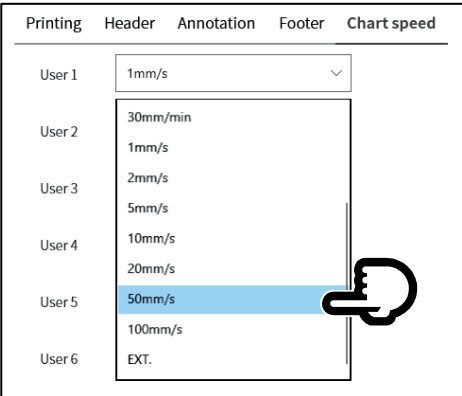 Printing Header Annotation Footer Chart speed
User 1 1mm/s
30mm/min
User 2
1mm/s
2mm/s
User 3
5mm/s
10mm/s
User 4
20mm/s
User 5 50mm/s
100mm/s
User 6 EXT.